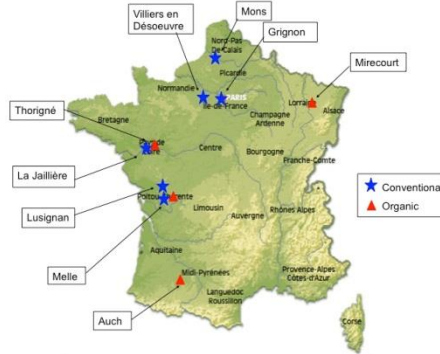 Mons
Villiers en
Désoeuvre
Grignon
Mirecourt
Nord-Pas
De Calais
Picardie
Normandie
PARIS
Ile-de-France
Lorraine
Alsace
Champagne
Ardenne
Thorigné
Bretagne
Centre
Bourgogne
Franche-Comte
La Jaillière
Conventiona
Organic
Lusignan
Limousin
Auvergne
Rhônes Alpes
Melle
Aquitaine
Midi-Pyrénées
Provence-Alpes
Côtes-d'Azur
Languedoc
Roussillon
Auch
Corse